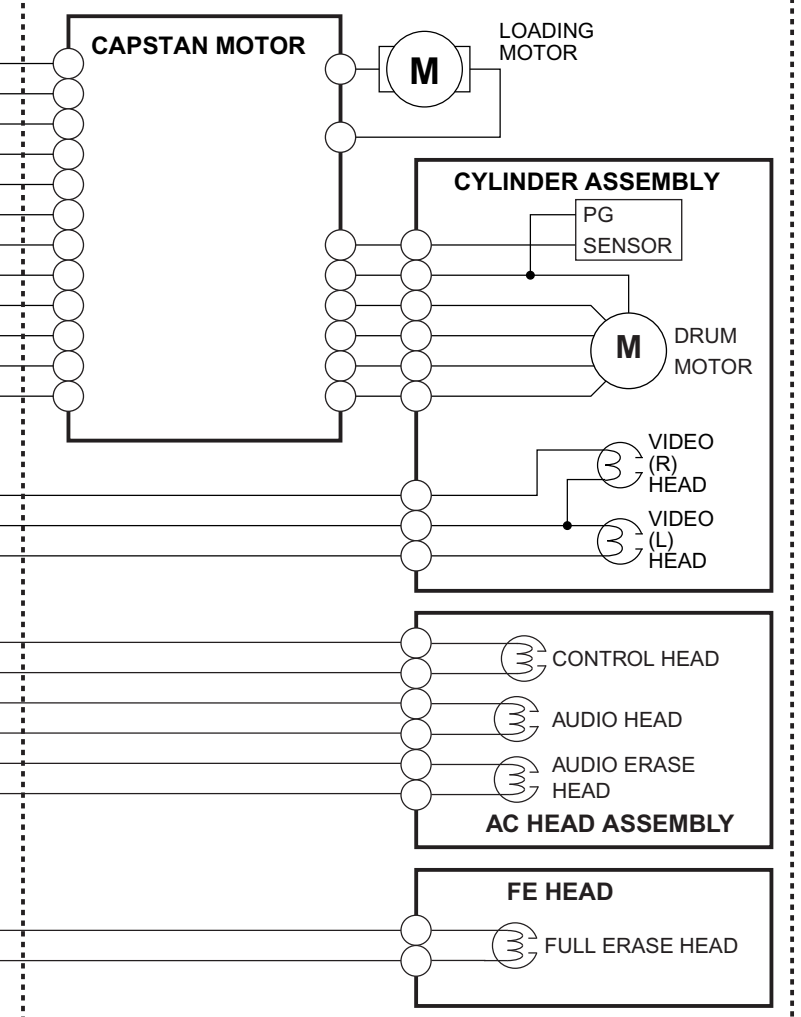 CAPSTAN MOTOR
LOADING
MOTOR
M
CYLINDER ASSEMBLY
PG
SENSOR
M
DRUM
MOTOR
VIDEO
(R)
HEAD
VIDEO
(L)
HEAD
CONTROL HEAD
AUDIO HEAD
AUDIO ERASE
HEAD
AC HEAD ASSEMBLY
FE HEAD
FULL ERASE HEAD